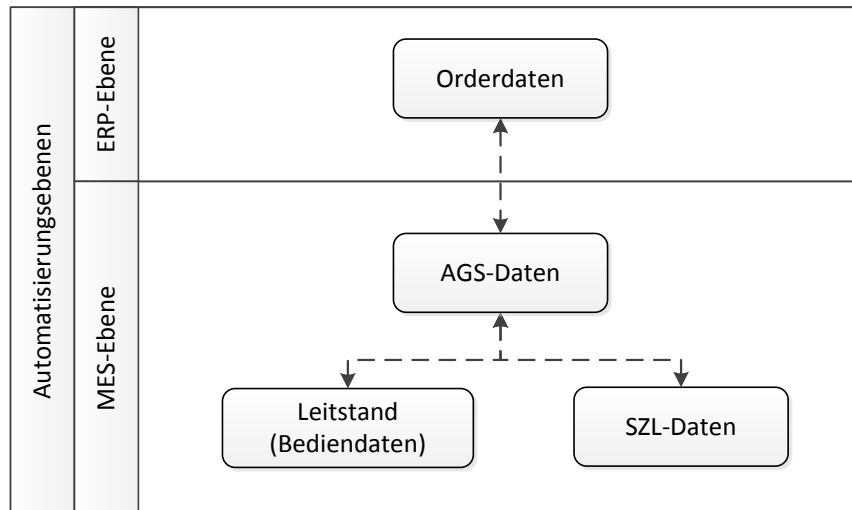 Automatisierungsebenen
ERP-Ebene
Orderdaten
MES-Ebene
AGS-Daten
Leitstand
(Bediendaten)
SZL-Daten